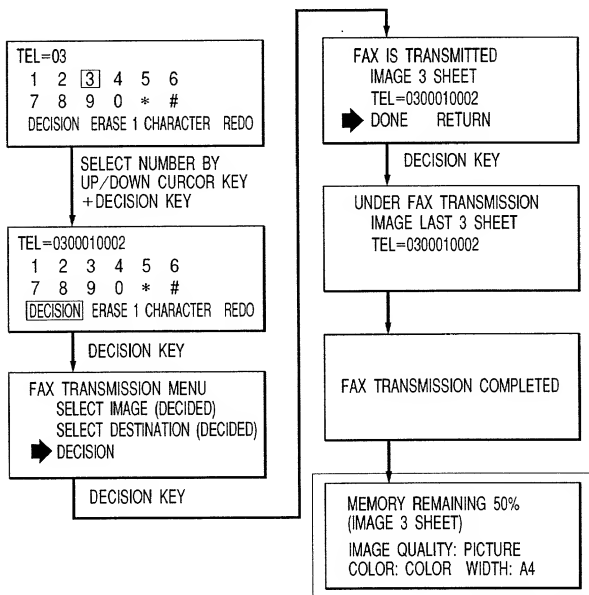 TEL=03
1 2 3 4 5 6
7 8 9 0 * #
DECISION ERASE 1 CHARACTER REDO
SELECT NUMBER BY
UP/DOWN CURCOR KEY
+DECISION KEY
TEL=0300010002
1 2 3 4 5 6
7 8 9 0 * #
DECISION ERASE 1 CHARACTER REDO
DECISION KEY
FAX TRANSMISSION MENU
SELECT IMAGE (DECIDED)
SELECT DESTINATION (DECIDED)
DECISION
DECISION KEY
FAX IS TRANSMITTED
IMAGE 3 SHEET
TEL=0300010002
DONE RETURN
DECISION KEY
UNDER FAX TRANSMISSION
IMAGE LAST 3 SHEET
TEL=0300010002
FAX TRANSMISSION COMPLETED
MEMORY REMAINING 50%
(IMAGE 3 SHEET)
IMAGE QUALITY: PICTURE
COLOR: COLOR WIDTH: A4